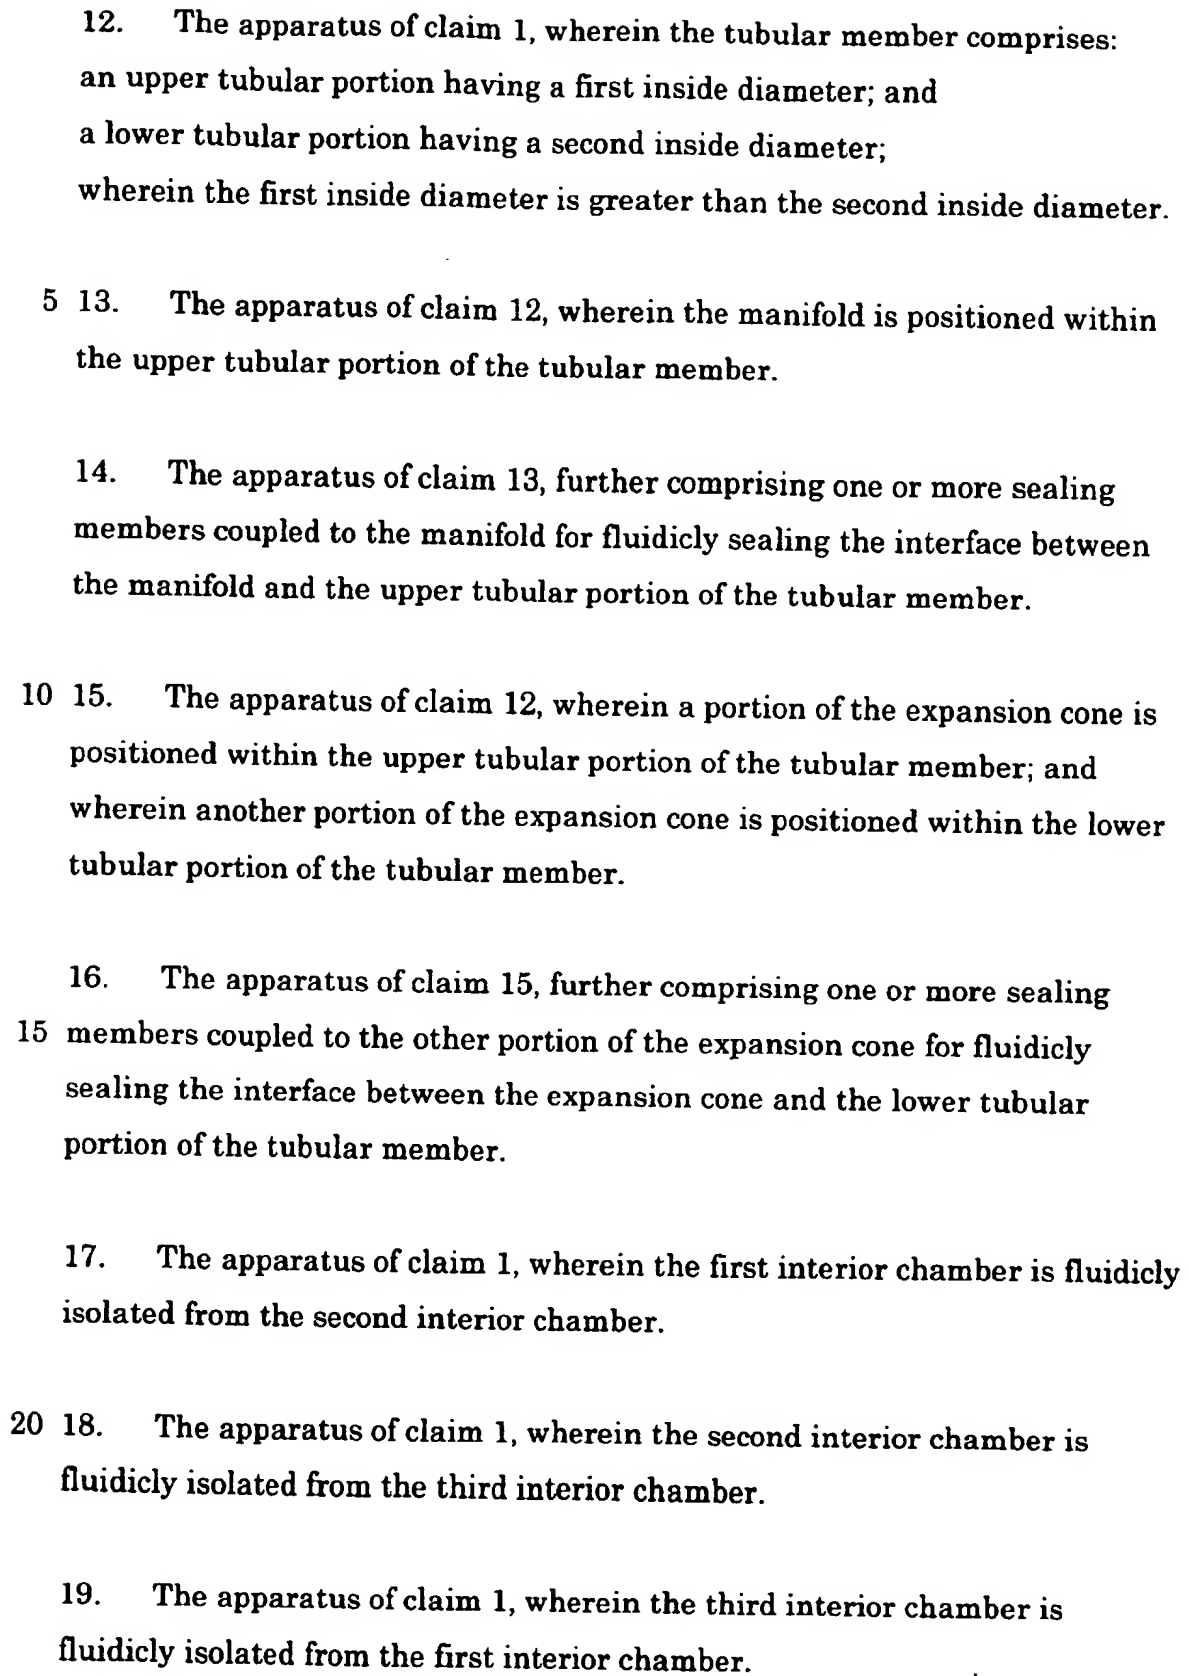 12. The apparatus of claim 1, wherein the tubular member comprises:
an upper tubular portion having a first inside diameter; and
a lower tubular portion having a second inside diameter;
wherein the first inside diameter is greater than the second inside diameter.
5 13. The apparatus of claim 12, wherein the manifold is positioned within
the upper tubular portion of the tubular member.
14. The apparatus of claim 13, further comprising one or more sealing
members coupled to the manifold for fluidicly sealing the interface between
the manifold and the upper tubular portion of the tubular member.
10 15. The apparatus of claim 12, wherein a portion of the expansion cone is
positioned within the upper tubular portion of the tubular member; and
wherein another portion of the expansion cone is positioned within the lower
tubular portion of the tubular member.
16. The apparatus of claim 15, further comprising one or more sealing
15 members coupled to the other portion of the expansion cone for fluidicly
sealing the interface between the expansion cone and the lower tubular
portion of the tubular member.
17. The apparatus of claim 1, wherein the first interior chamber is fluidicly
isolated from the second interior chamber.
20 18. The apparatus of claim 1, wherein the second interior chamber is
fluidicly isolated from the third interior chamber.
19. The apparatus of claim 1, wherein the third interior chamber is
fluidicly isolated from the first interior chamber.